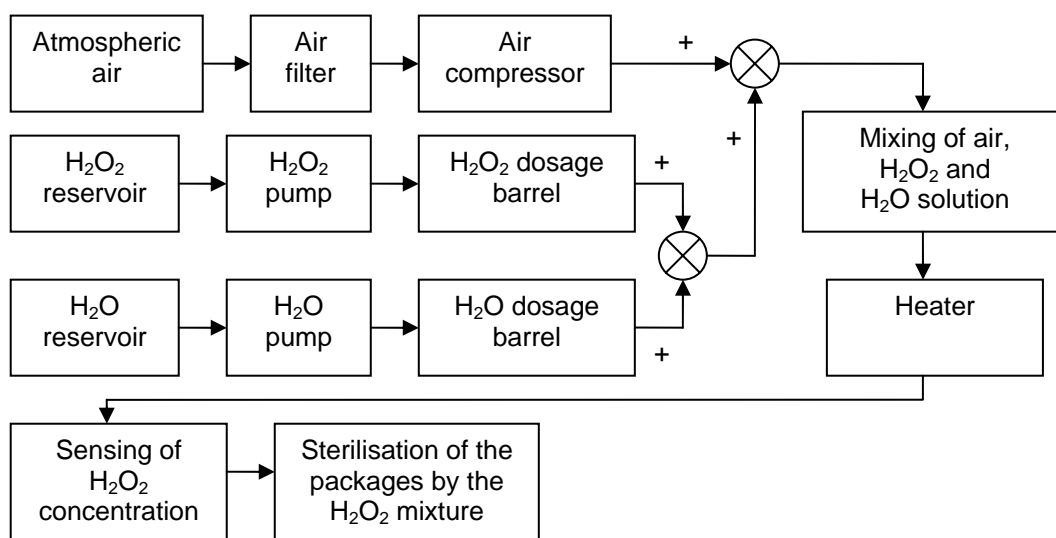 Atmospheric
air
Air
filter
Air
compressor
+
+
Mixing of air,
H₂O₂ and
H₂O solution
H₂O₂
reservoir
H₂O₂
pump
H₂O₂ dosage
barrel
+
H₂O
reservoir
H₂O
pump
H₂O dosage
barrel
+
Heater
Sensing of
H₂O₂
concentration
Sterilisation of the
packages by the
H₂O₂ mixture